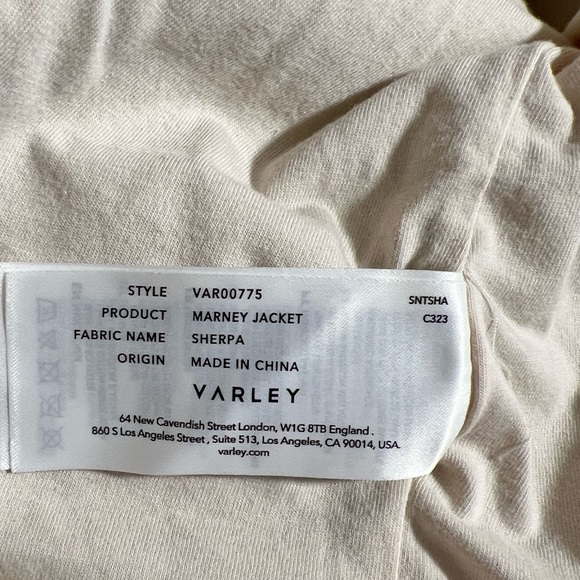 STYLE VAR00775
PRODUCT MARNEY JACKET
FABRIC NAME SHERPA
ORIGIN MADE IN CHINA
SNTSHA
C323
VARLEY
64 New Cavendish Street London, W1G 8TB England .
860 S Los Angeles Street , Suite 513, Los Angeles, CA 90014, USA.
varley.com